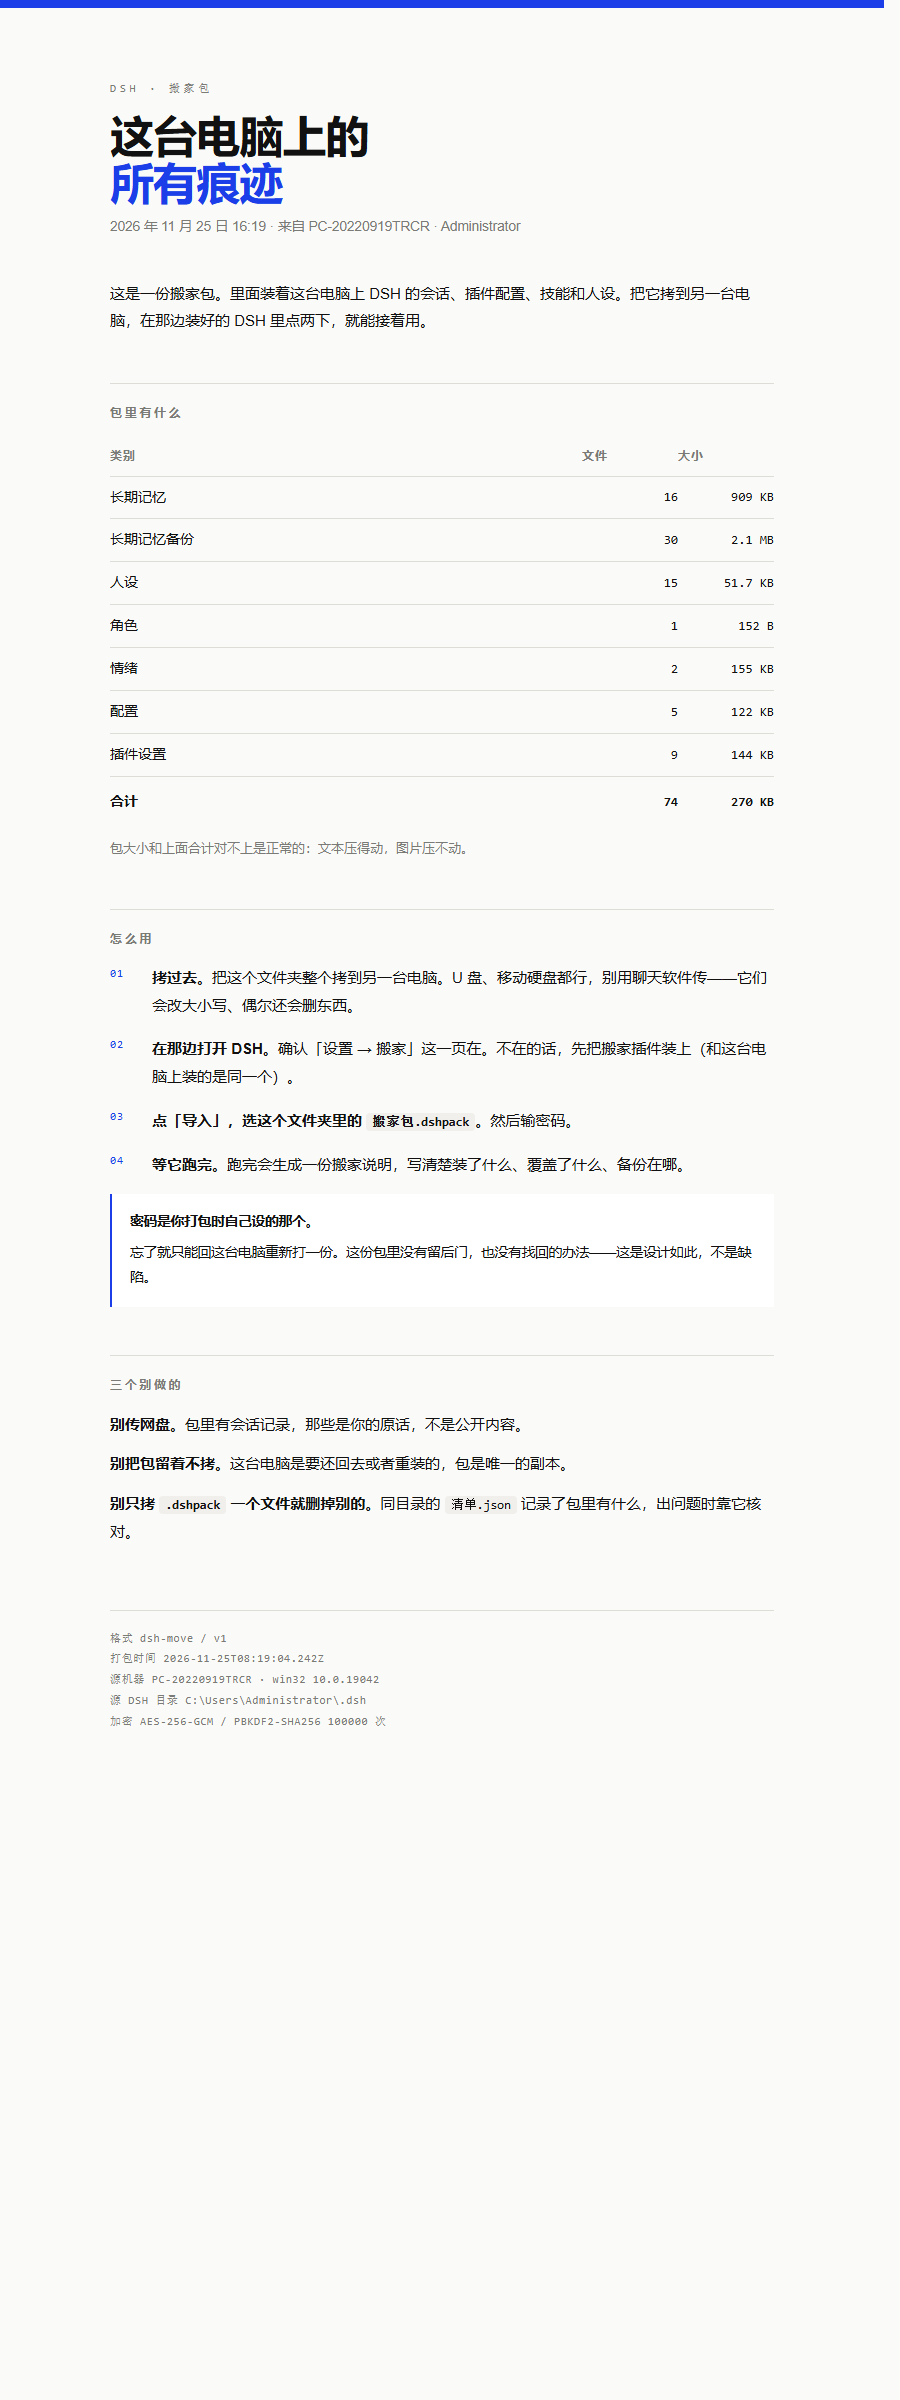 DSH · 搬家包
这台电脑上的
所有痕迹
2026 年 11 月 25 日 16:19 · 来自 PC-20220919TRCR · Administrator
这是一份搬家包。里面装着这台电脑上 DSH 的会话、插件配置、技能和人设。把它拷到另一台电
脑，在那边装好的 DSH 里点两下，就能接着用。
包里有什么
类别 文件 大小
长期记忆 16 909 KB
长期记忆备份 30 2.1 MB
人设 15 51.7 KB
角色 1 152 B
情绪 2 155 KB
配置 5 122 KB
插件设置 9 144 KB
合计 74 270 KB
包大小和上面合计对不上是正常的：文本压得动，图片压不动。
怎么用
01 拷过去。把这个文件夹整个拷到另一台电脑。U 盘、移动硬盘都行，别用聊天软件传——它们
会改大小写、偶尔还会删东西。
02 在那边打开 DSH。确认「设置 → 搬家」这一页在。不在的话，先把搬家插件装上（和这台电
脑上装的是同一个）。
03 点「导入」，选这个文件夹里的 搬家包.dshpack 。然后输密码。
04 等它跑完。跑完会生成一份搬家说明，写清楚装了什么、覆盖了什么、备份在哪。
密码是你打包时自己设的那个。
忘了就只能回这台电脑重新打一份。这份包里没有留后门，也没有找回的办法——这是设计如此，不是缺
陷。
三个别做的
别传网盘。包里有会话记录，那些是你的原话，不是公开内容。
别把包留着不拷。这台电脑是要还回去或者重装的，包是唯一的副本。
别只拷 .dshpack 一个文件就删掉别的。同目录的 清单.json 记录了包里有什么，出问题时靠它核
对。
格式 dsh-move / v1
打包时间 2026-11-25T08:19:04.242Z
源机器 PC-20220919TRCR · win32 10.0.19042
源 DSH 目录 C:\Users\Administrator\.dsh
加密 AES-256-GCM / PBKDF2-SHA256 100000 次